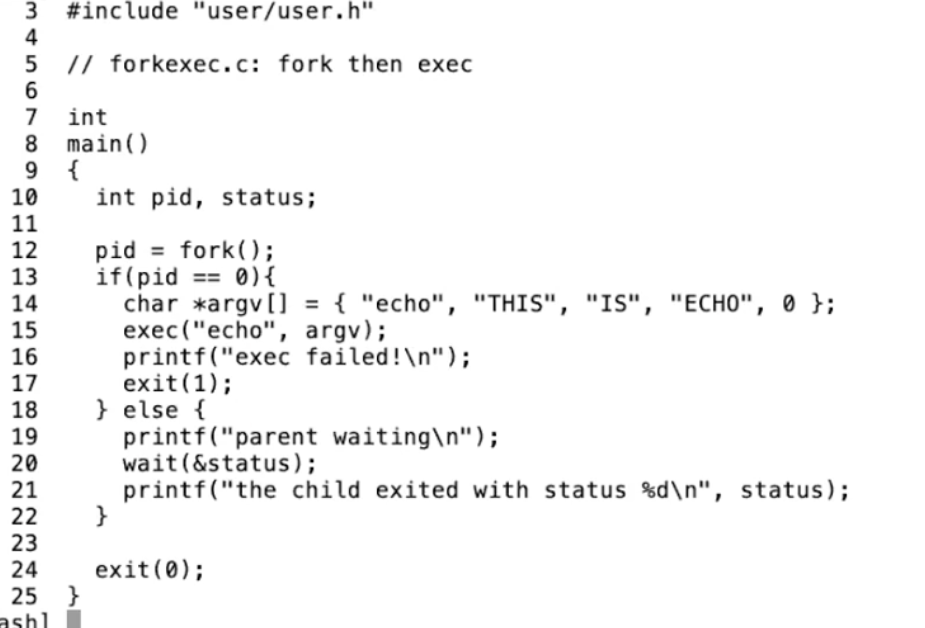 3 #include "user/user.h"
4
5 // forkexec.c: fork then exec
6
7 int
8 main()
9 {
10   int pid, status;
11
12   pid = fork();
13   if(pid == 0){
14     char *argv[] = { "echo", "THIS", "IS", "ECHO", 0 };
15     exec("echo", argv);
16     printf("exec failed!\n");
17     exit(1);
18   } else {
19     printf("parent waiting\n");
20     wait(&status);
21     printf("the child exited with status %d\n", status);
22   }
23
24   exit(0);
25 }
ash]